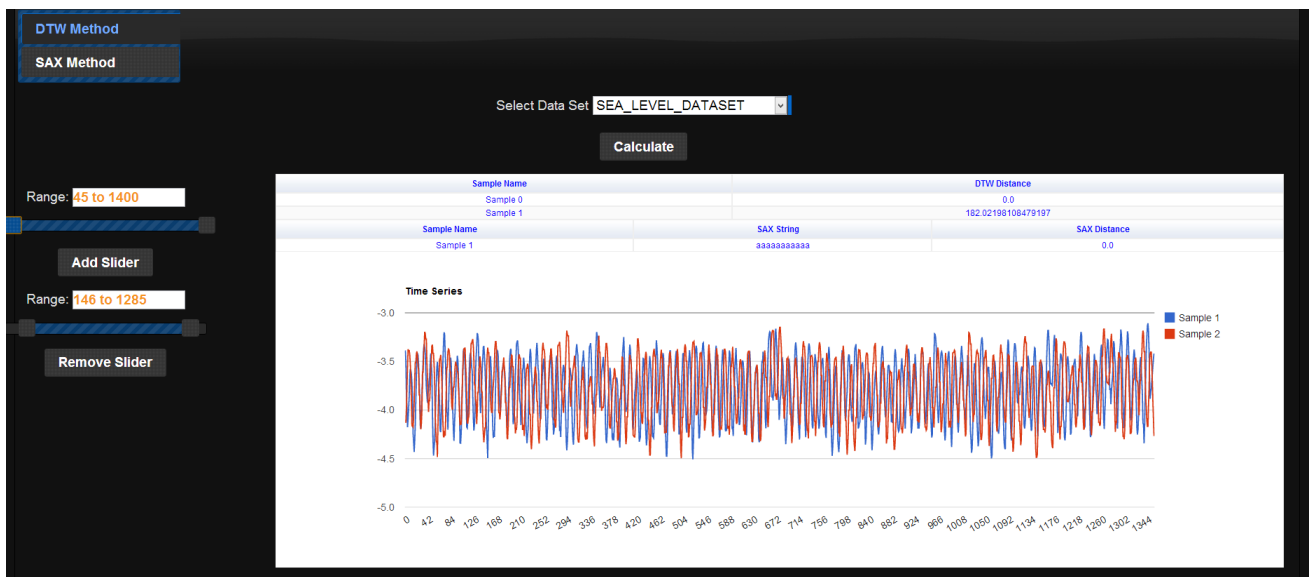 DTW Method
SAX Method
Select Data Set SEA_LEVEL_DATASET
Calculate
Range: 45 to 1400
Add Slider
Range: 146 to 1285
Remove Slider
Sample Name DTW Distance
Sample 0 0.0
Sample 1 182.02198108479197
Sample Name SAX String SAX Distance
Sample 1 aaaaaaaaaaa 0.0
Time Series
-3.0
-3.5
-4.0
-4.5
-5.0
0 42 84 126 168 210 252 294 336 378 420 462 504 546 588 630 672 714 756 798 840 882 924 966 1008 1050 1092 1134 1176 1218 1260 1302 1344
Sample 1
Sample 2